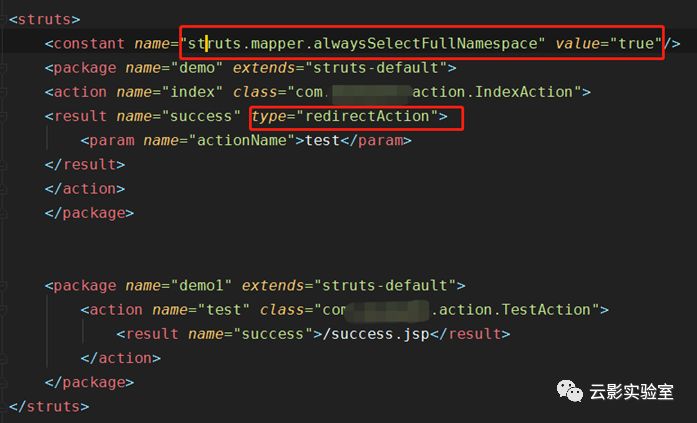 <struts>
<constant name="struts.mapper.alwaysSelectFullNamespace" value="true"/>
<package name="demo" extends="struts-default">
<action name="index" class="com. action.IndexAction">
<result name="success" type="redirectAction">
<param name="actionName">test</param>
</result>
</action>
</package>
<package name="demo1" extends="struts-default">
<action name="test" class="com .action.TestAction">
<result name="success">/success.jsp</result>
</action>
</package>
</struts>
云影实验室